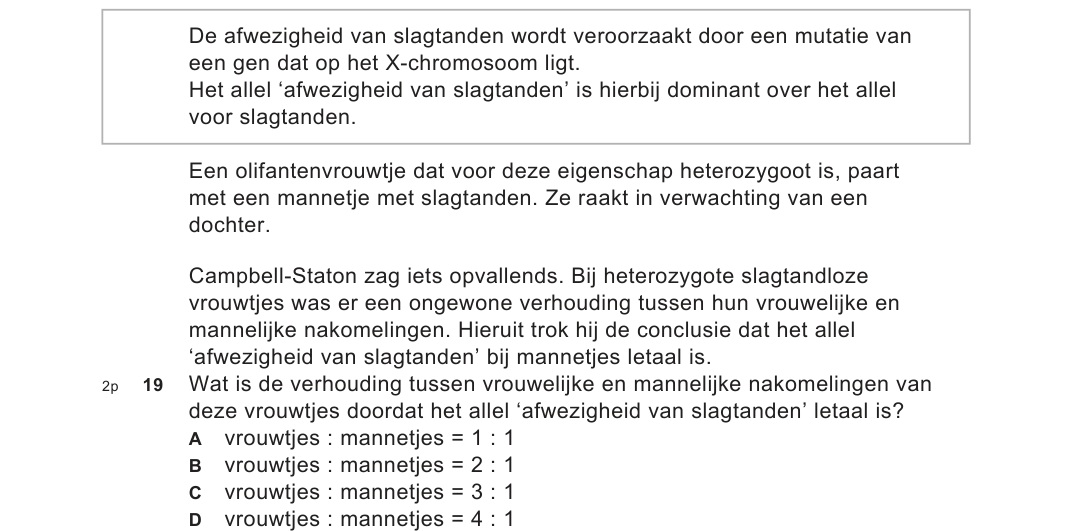 De afwezigheid van slagtanden wordt veroorzaakt door een mutatie van
een gen dat op het X-chromosoom ligt.
Het allel ‘afwezigheid van slagtanden’ is hierbij dominant over het allel
voor slagtanden.
Een olifantenvrouwtje dat voor deze eigenschap heterozygoot is, paart
met een mannetje met slagtanden. Ze raakt in verwachting van een
dochter.
Campbell-Staton zag iets opvallends. Bij heterozygote slagtandloze
vrouwtjes was er een ongewone verhouding tussen hun vrouwelijke en
mannelijke nakomelingen. Hieruit trok hij de conclusie dat het allel
‘afwezigheid van slagtanden’ bij mannetjes letaal is.
2p 19 Wat is de verhouding tussen vrouwelijke en mannelijke nakomelingen van
deze vrouwtjes doordat het allel ‘afwezigheid van slagtanden’ letaal is?
A vrouwtjes : mannetjes = 1 : 1
B vrouwtjes : mannetjes = 2 : 1
C vrouwtjes : mannetjes = 3 : 1
D vrouwtjes : mannetjes = 4 : 1